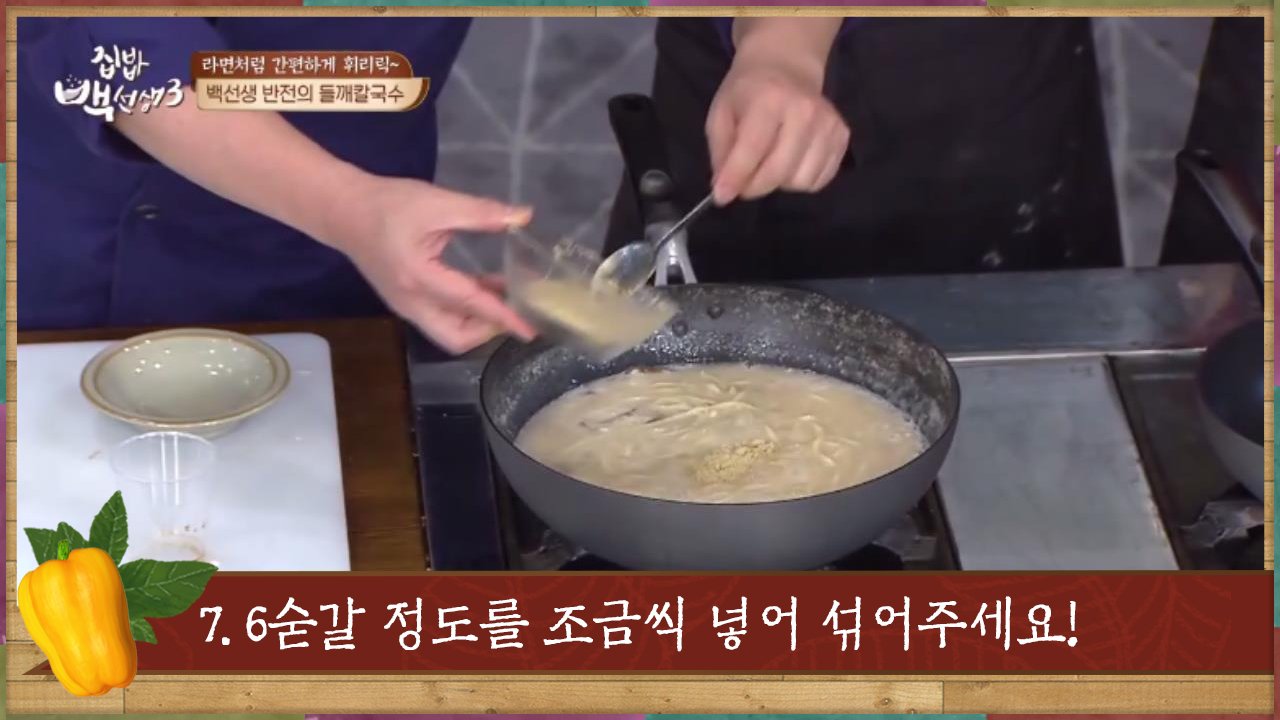 집밥
백선생3
라면처럼 간편하게 휘리릭~
백선생 반전의 들깨칼국수
7. 6숟갈 정도를 조금씩 넣어 섞어주세요!